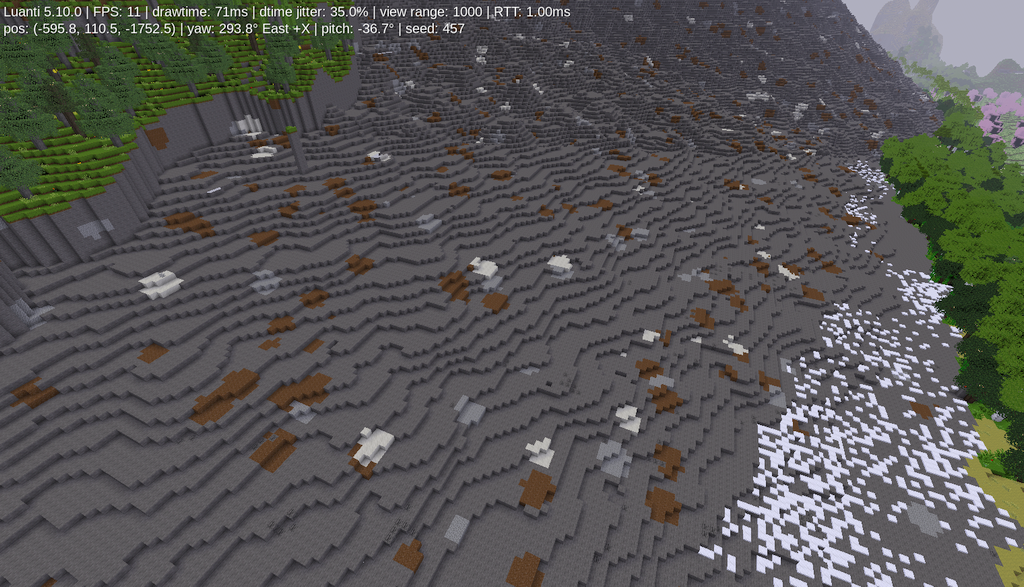 Luanti 5.10.0 | FPS: 11 | drawtime: 71ms | dtime jitter: 35.0% | view range: 1000 | RTT: 1.00ms
pos: (-595.8, 110.5, -1752.5) | yaw: 293.8° East +X | pitch: -36.7° | seed: 457